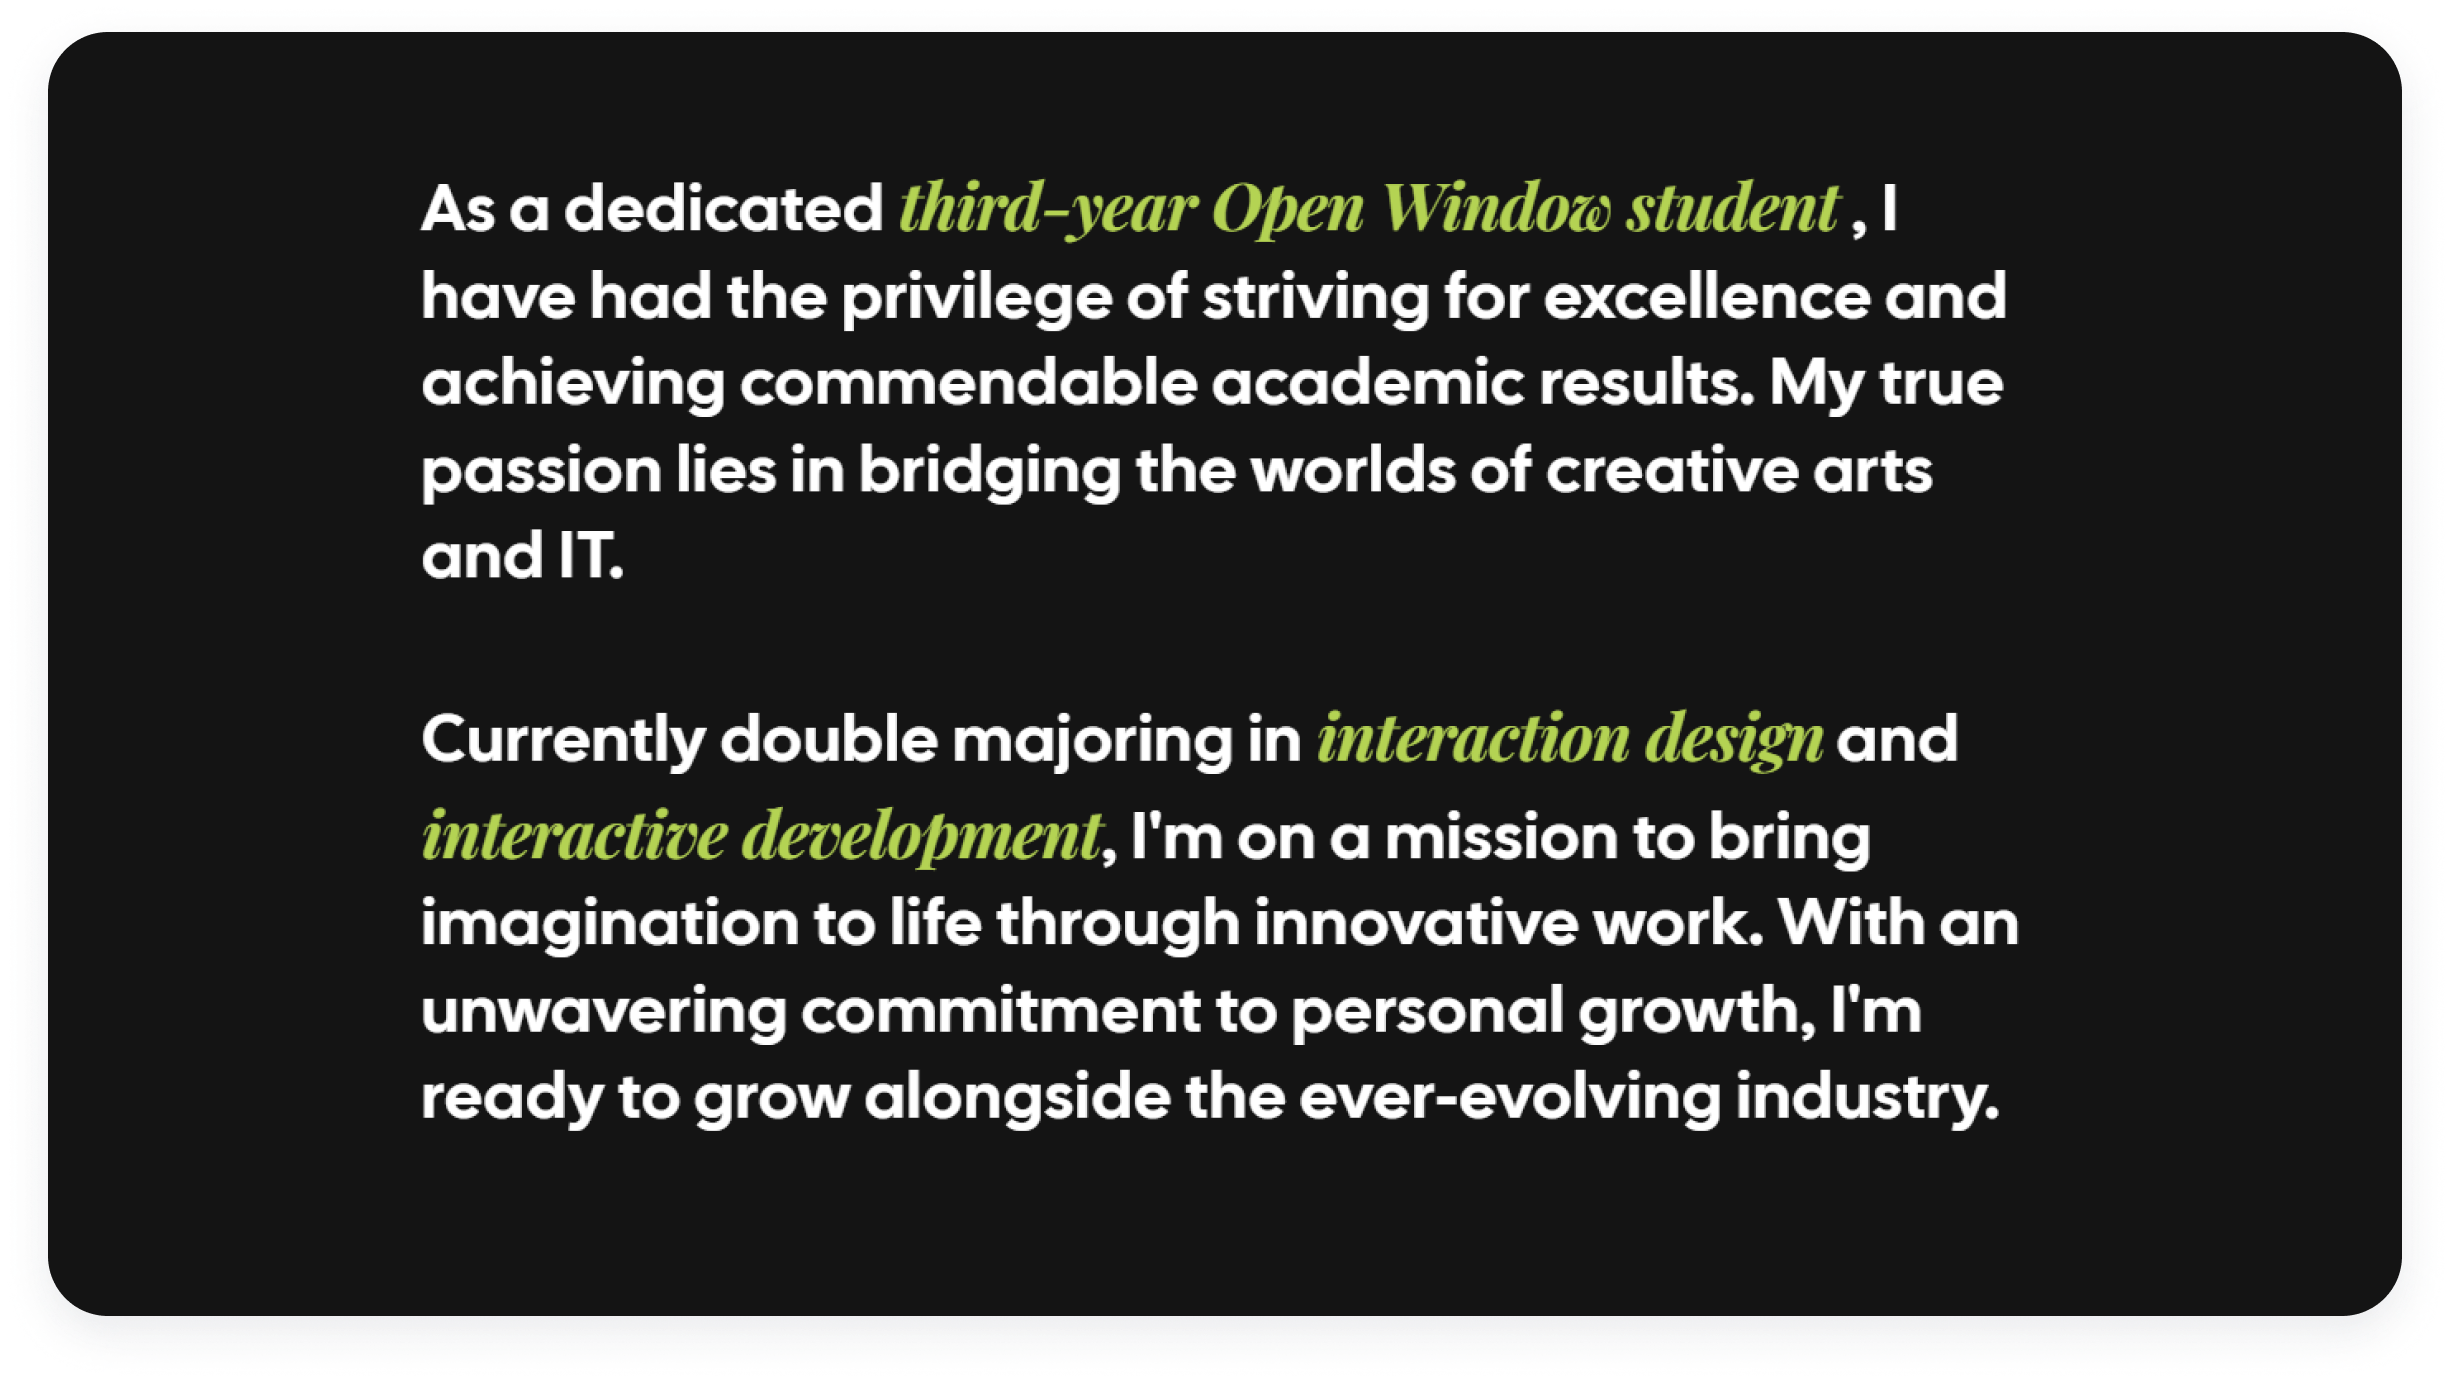 As a dedicated third-year Open Window student , I
have had the privilege of striving for excellence and
achieving commendable academic results. My true
passion lies in bridging the worlds of creative arts
and IT.
Currently double majoring in interaction design and
interactive development, I'm on a mission to bring
imagination to life through innovative work. With an
unwavering commitment to personal growth, I'm
ready to grow alongside the ever-evolving industry.